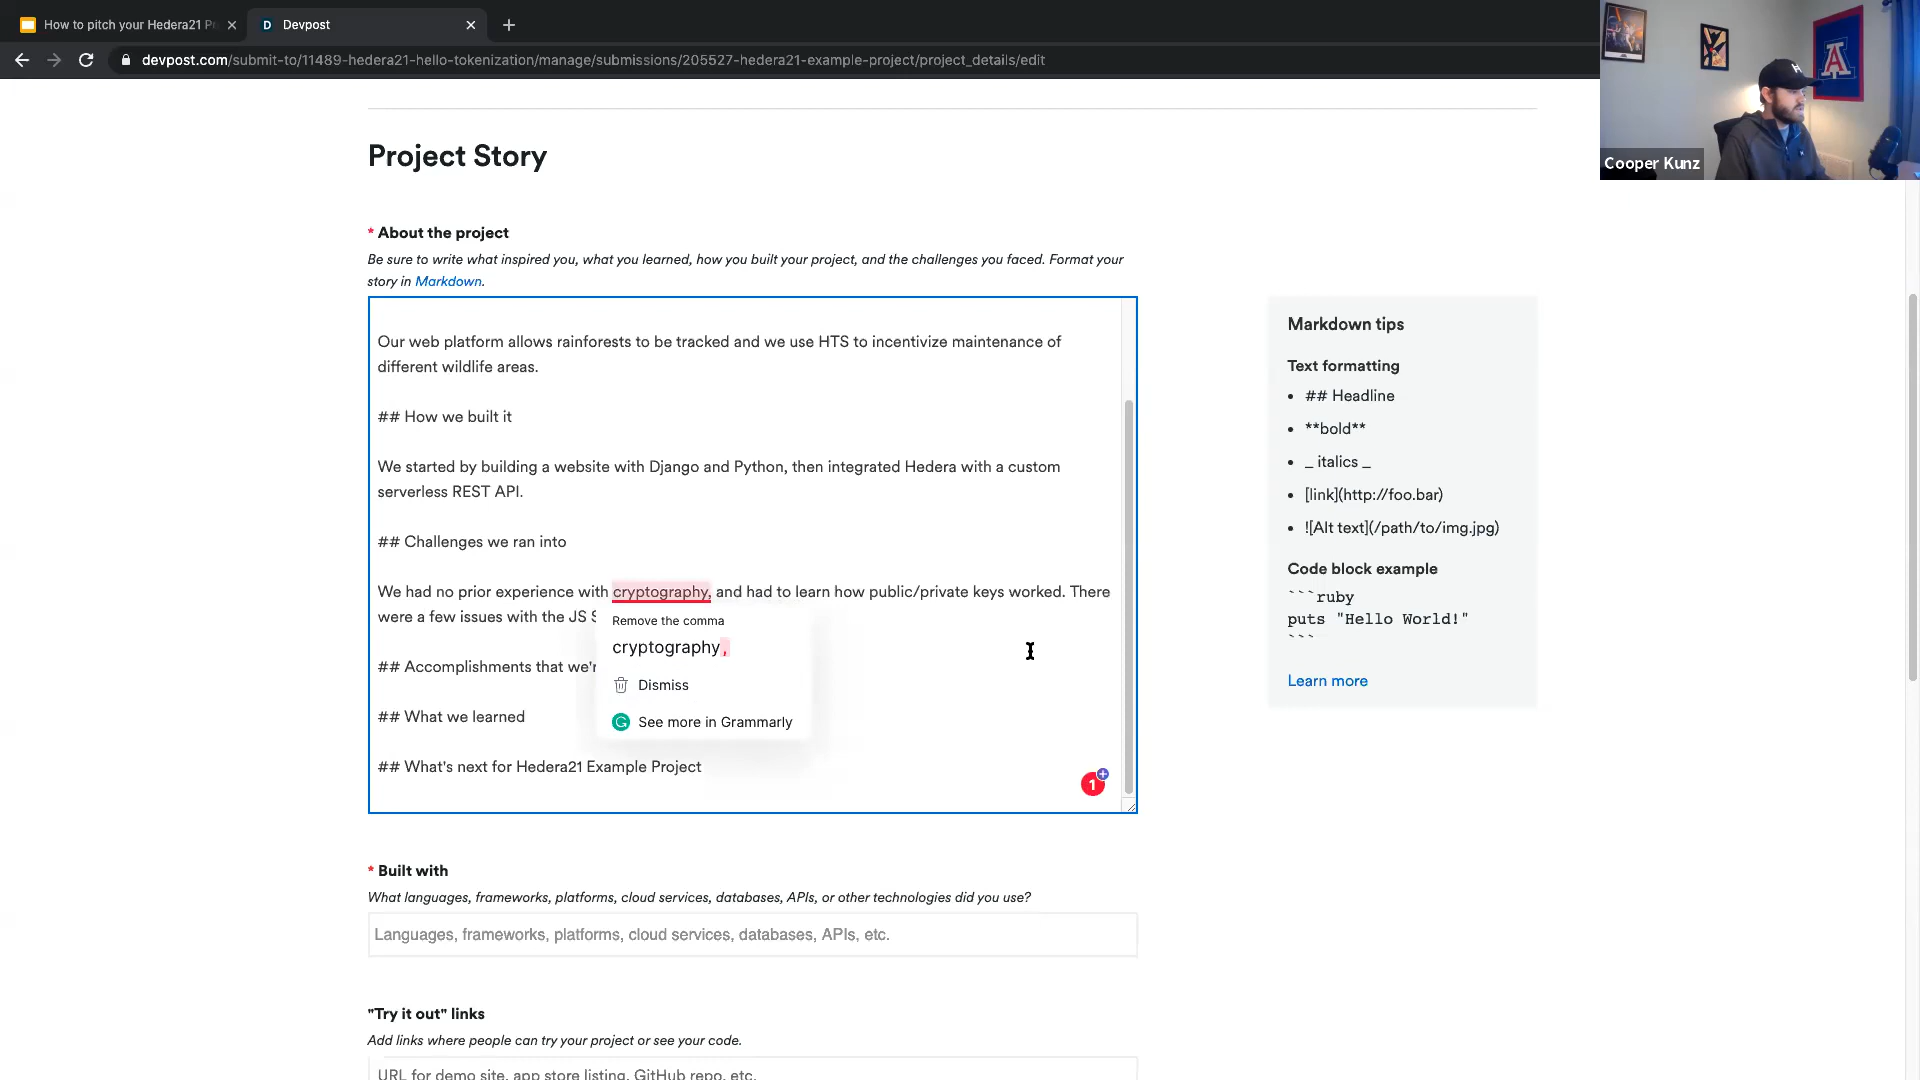 How to pitch your Hedera21 P
Devpost
devpost.com/submit-to/11489-hedera21-hello-tokenization/manage/submissions/205527-hedera21-example-project/project_details/edit
Cooper Kunz
Project Story
* About the project
Be sure to write what inspired you, what you learned, how you built your project, and the challenges you faced. Format your
story in Markdown.
Our web platform allows rainforests to be tracked and we use HTS to incentivize maintenance of
different wildlife areas.
## How we built it
We started by building a website with Django and Python, then integrated Hedera with a custom
serverless REST API.
## Challenges we ran into
We had no prior experience with cryptography, and had to learn how public/private keys worked. There
were a few issues with the JS S
Remove the comma
cryptography,
Dismiss
See more in Grammarly
## Accomplishments that we'r
## What we learned
## What's next for Hedera21 Example Project
1
Markdown tips
Text formatting
• ## Headline
• **bold**
• _ italics _
• [link](http://foo.bar)
• ![Alt text](/path/to/img.jpg)
Code block example
```ruby
puts "Hello World!"
```
Learn more
* Built with
What languages, frameworks, platforms, cloud services, databases, APIs, or other technologies did you use?
Languages, frameworks, platforms, cloud services, databases, APIs, etc.
"Try it out" links
Add links where people can try your project or see your code.
URL for demo site, app store listing, GitHub repo, etc.